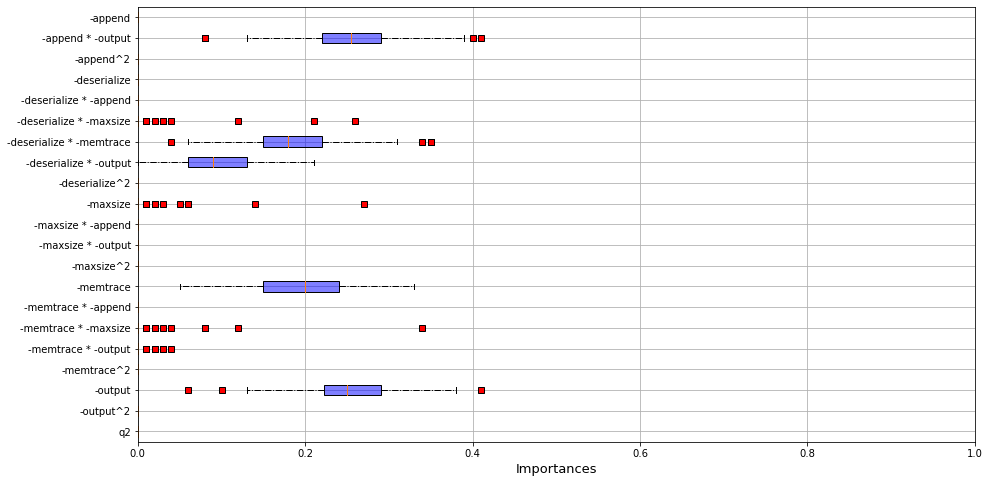 -append
-append * -output
-append^2
-deserialize
-deserialize * -append
-deserialize * -maxsize
-deserialize * -memtrace
-deserialize * -output
-deserialize^2
-maxsize
-maxsize * -append
-maxsize * -output
-maxsize^2
-memtrace
-memtrace * -append
-memtrace * -maxsize
-memtrace * -output
-memtrace^2
-output
-output^2
q2
0.0 0.2 0.4 0.6 0.8 1.0
Importances